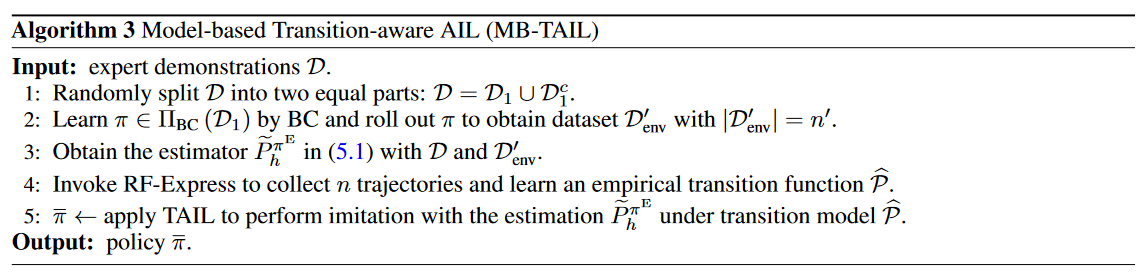 Algorithm 3 Model-based Transition-aware AIL (MB-TAIL)
Input: expert demonstrations $\mathcal{D}$.
1: Randomly split $\mathcal{D}$ into two equal parts: $\mathcal{D} = \mathcal{D}_1 \cup \mathcal{D}_1^c$.
2: Learn $\pi \in \Pi_{\text{BC}}(\mathcal{D}_1)$ by BC and roll out $\pi$ to obtain dataset $\mathcal{D}'_{\text{env}}$ with $|\mathcal{D}'_{\text{env}}| = n'$.
3: Obtain the estimator $\widetilde{P}_h^{\pi^{\text{E}}}$ in (5.1) with $\mathcal{D}$ and $\mathcal{D}'_{\text{env}}$.
4: Invoke RF-Express to collect $n$ trajectories and learn an empirical transition function $\widehat{\mathcal{P}}$.
5: $\overline{\pi} \leftarrow$ apply TAIL to perform imitation with the estimation $\widetilde{P}_h^{\pi^{\text{E}}}$ under transition model $\widehat{\mathcal{P}}$.
Output: policy $\overline{\pi}$.